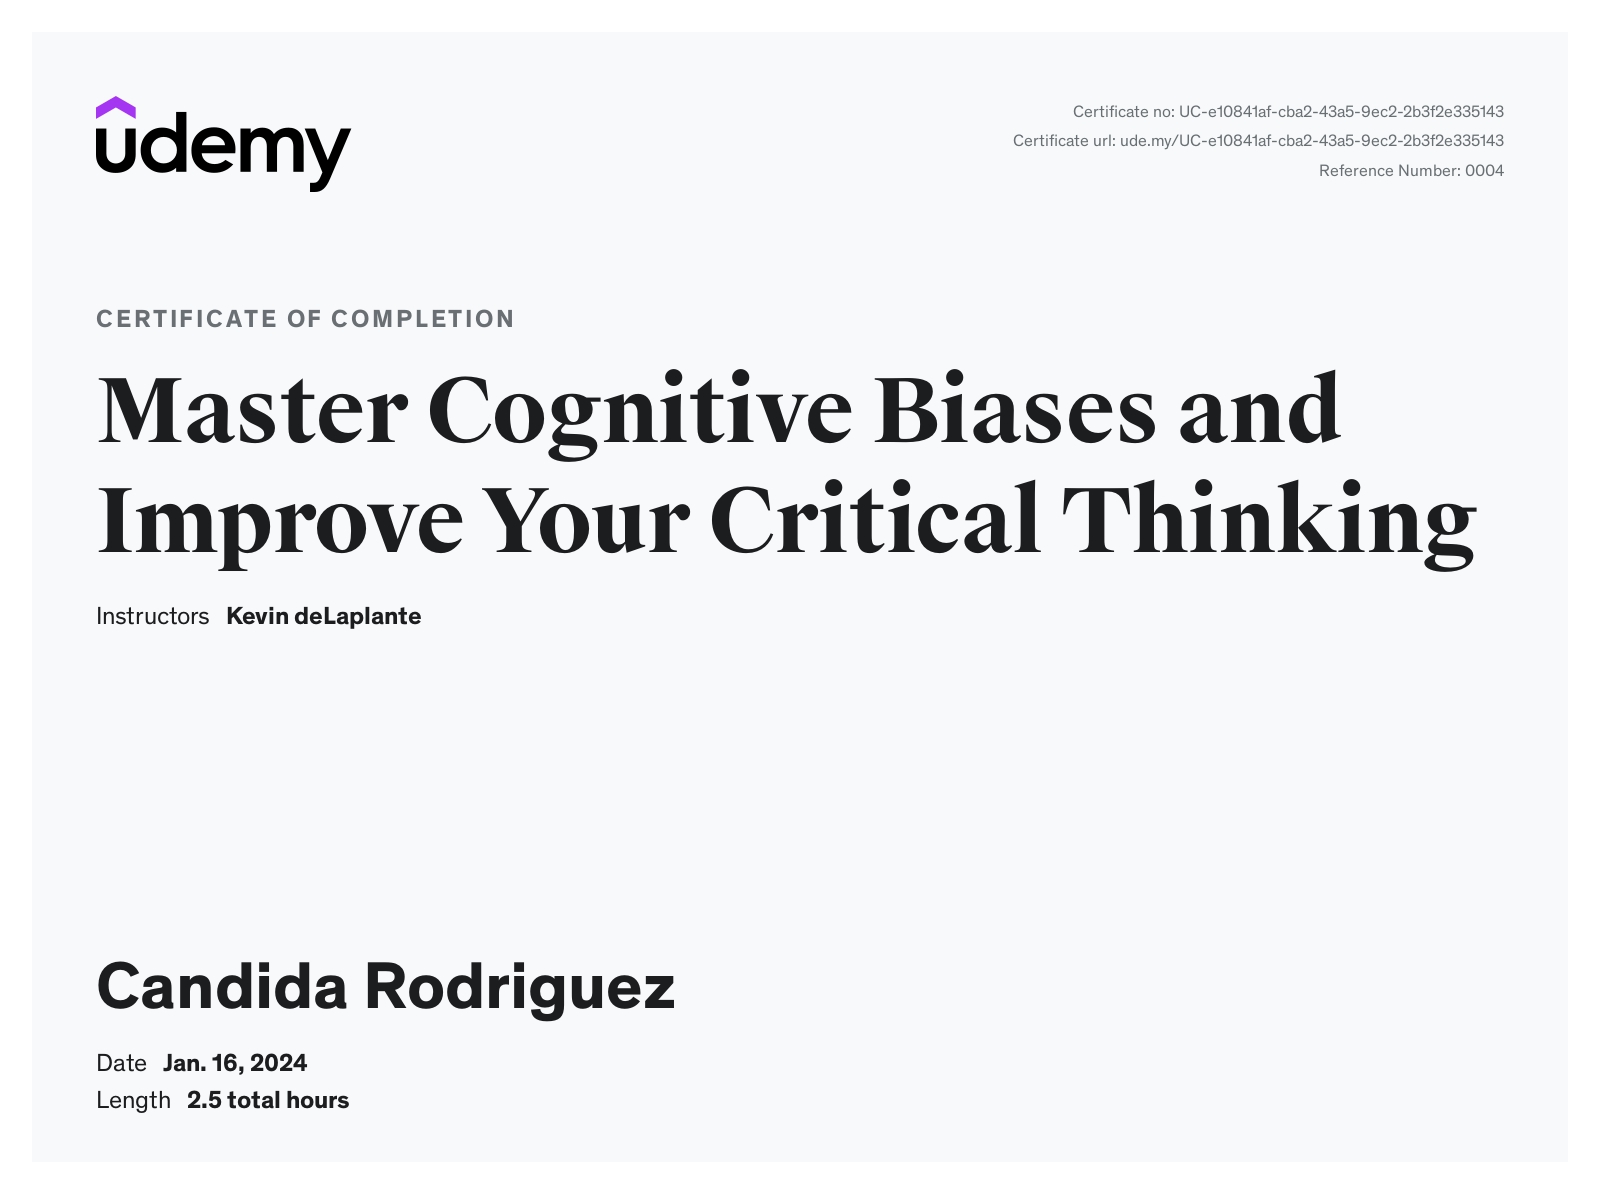 udemy
Certificate no: UC-e10841af-cba2-43a5-9ec2-2b3f2e335143
Certificate url: ude.my/UC-e10841af-cba2-43a5-9ec2-2b3f2e335143
Reference Number: 0004
CERTIFICATE OF COMPLETION
Master Cognitive Biases and
Improve Your Critical Thinking
Instructors Kevin deLaplante
Candida Rodriguez
Date Jan. 16, 2024
Length 2.5 total hours